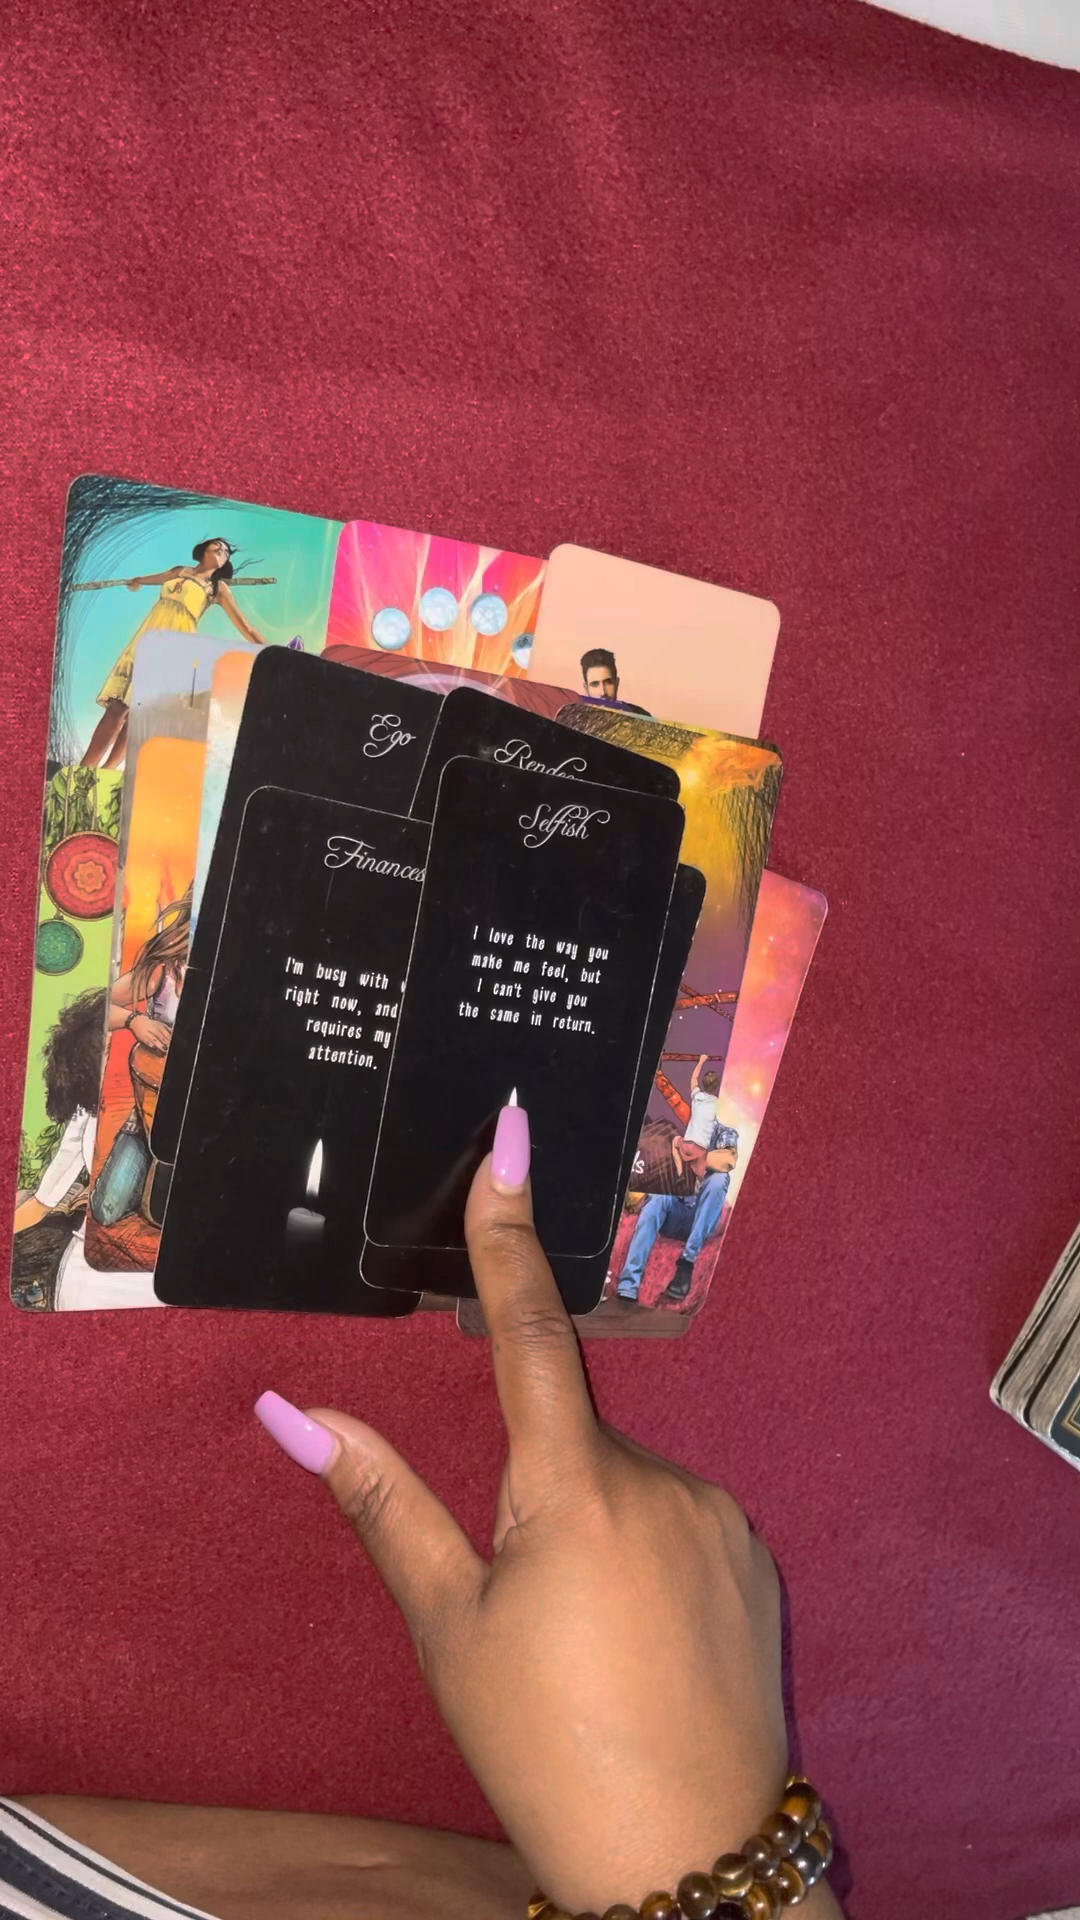 Ego
Finances
I'm busy with
right now, and
requires my
attention.
Selfish
I love the way you
make me feel, but
I can't give you
the same in return.